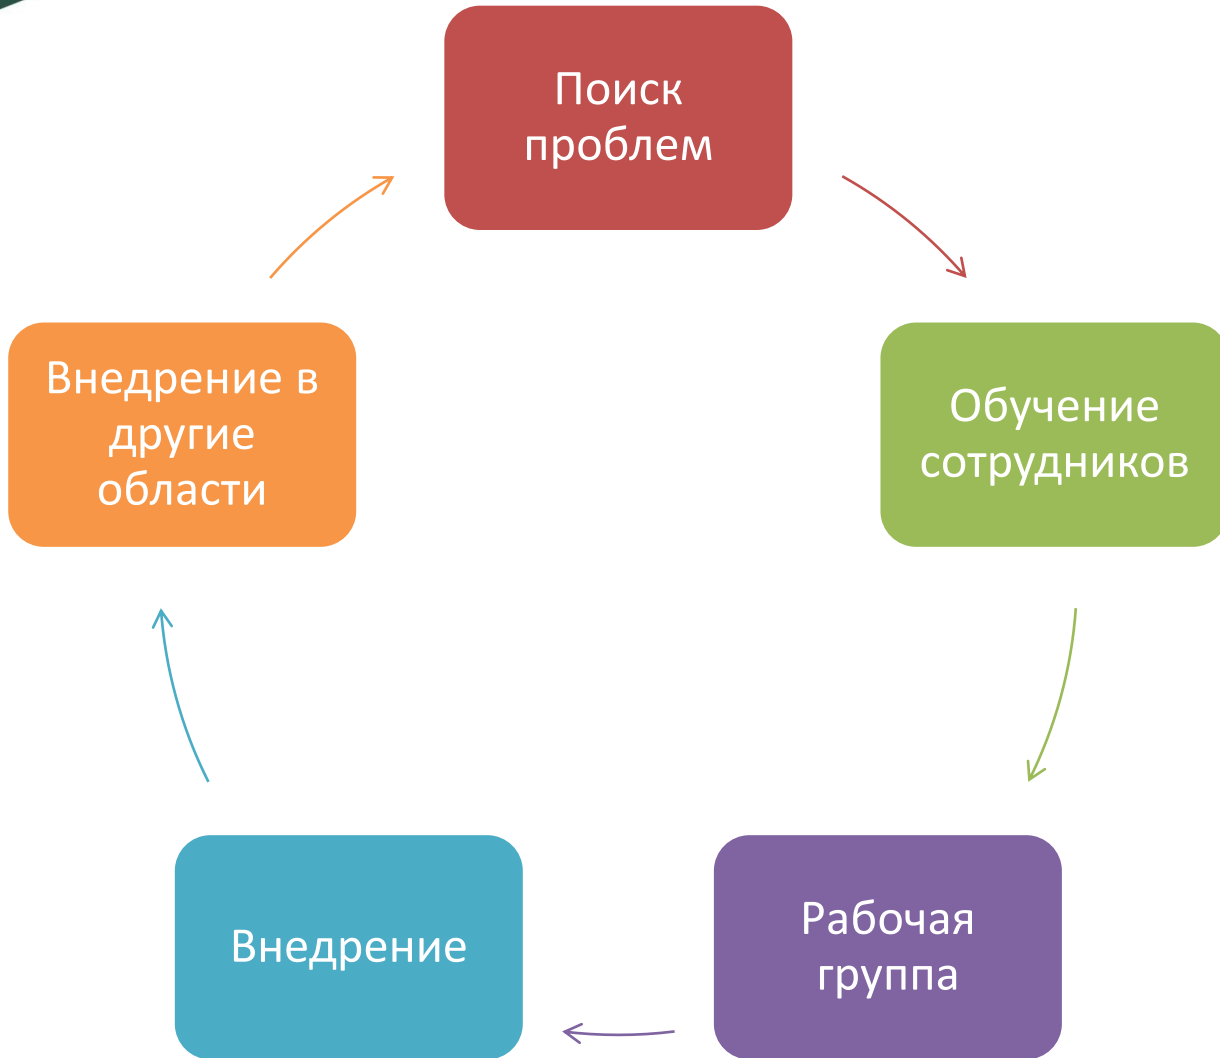 Поиск
проблем
Обучение
сотрудников
Рабочая
группа
Внедрение
Внедрение в
другие
области